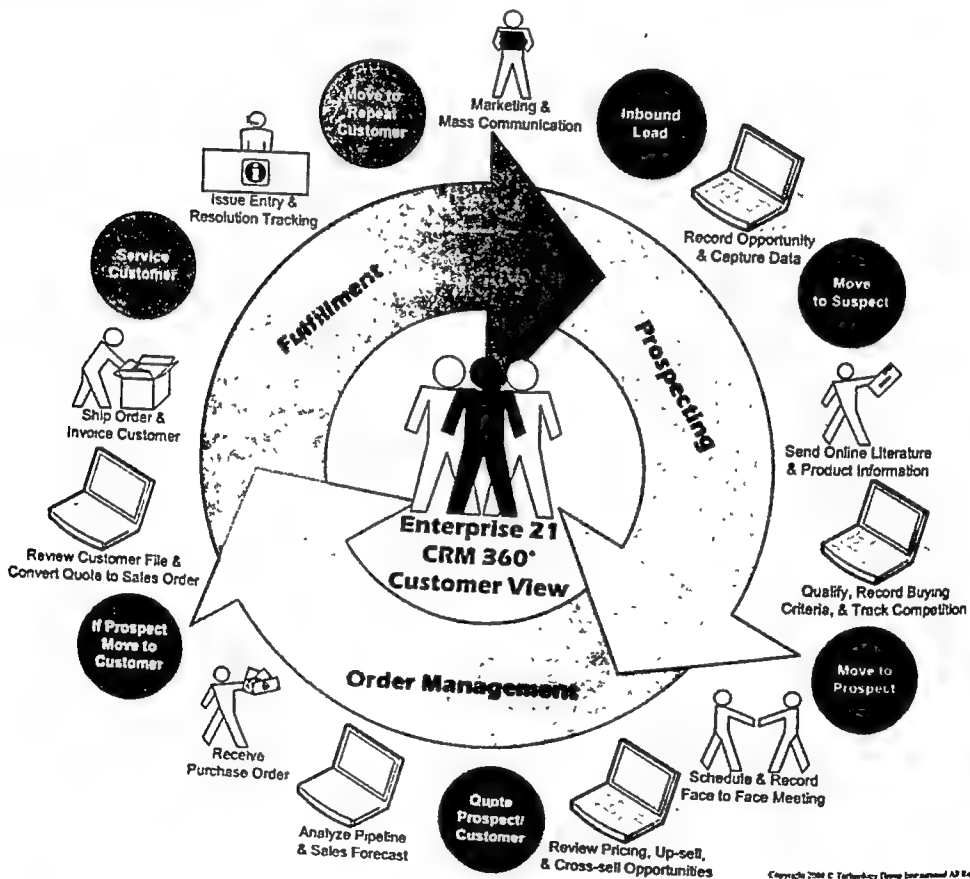 Marketing &
Mass Communication
Inbound
Lead
Record Opportunity
& Capture Data
Move
to Suspect
Send Online Literature
& Product Information
Qualify, Record Buying
Criteria, & Track Competition
Move to
Prospect
Schedule & Record
Face to Face Meeting
Review Pricing, Up-sell,
& Cross-sell Opportunities
Quote
Prospect/
Customer
Analyze Pipeline
& Sales Forecast
Receive
Purchase Order
If Prospect
Move to
Customer
Review Customer File &
Convert Quote to Sales Order
Ship Order &
Invoice Customer
Service
Customer
Issue Entry &
Resolution Tracking
Move to
Repeat
Customer
Fulfillment
Prospecting
Order Management
Enterprise 21
CRM 360°
Customer View
Copyright